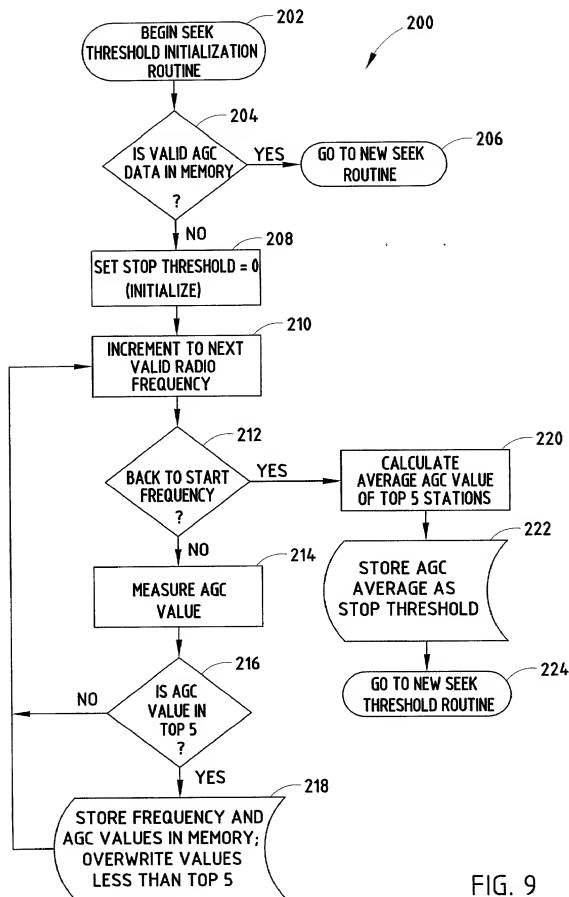 202
BEGIN SEEK
THRESHOLD INITIALIZATION
ROUTINE
200
204
IS VALID AGC
DATA IN MEMORY
?
YES
206
GO TO NEW SEEK
ROUTINE
NO
208
SET STOP THRESHOLD = 0
(INITIALIZE)
210
INCREMENT TO NEXT
VALID RADIO
FREQUENCY
212
BACK TO START
FREQUENCY
?
YES
220
CALCULATE
AVERAGE AGC VALUE
OF TOP 5 STATIONS
222
STORE AGC
AVERAGE AS
STOP THRESHOLD
224
GO TO NEW SEEK
THRESHOLD ROUTINE
NO
214
MEASURE AGC
VALUE
216
IS AGC
VALUE IN
TOP 5
?
NO
YES
218
STORE FREQUENCY AND
AGC VALUES IN MEMORY;
OVERWRITE VALUES
LESS THAN TOP 5
FIG. 9